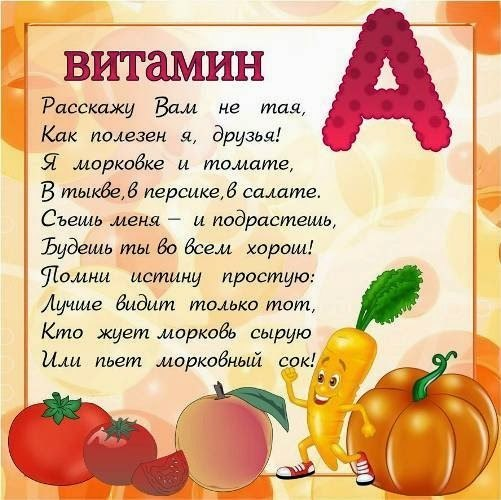 ВИТАМИН А
Расскажу Вам не тая,
Как полезен я, друзья!
Я морковке и томате,
В тыкве, в персике, в салате.
Съешь меня – и подрастешь,
Будешь ты во всем хорош!
Помни истину простую:
Лучше видит только тот,
Кто жует морковь сырую
Или пьет морковный сок!